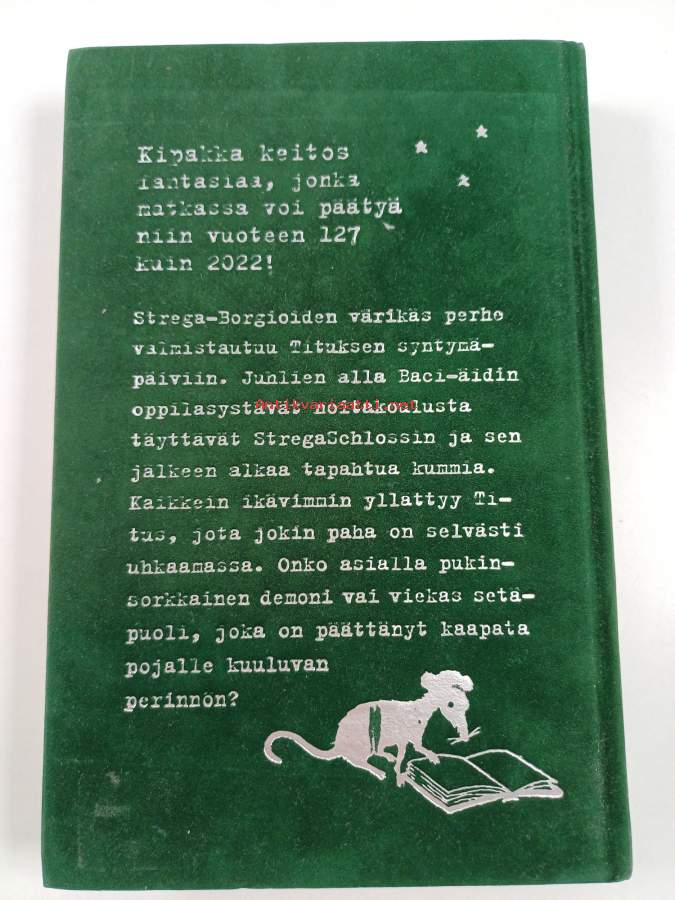 Kipakka keitos
fantasiaa, jonka
matkassa voi päätyä
niin vuoteen 127
kuin 2022!
Strega-Borgioiden värikäs perhe
valmistautuu Tituksen syntymä-
päiviin. Juhlien alla Baci-äidin
oppilasystävät noitakoulusta
Antikvariaatti.net
täyttävät StregaSchlossin ja sen
jälkeen alkaa tapahtua kummia.
Kaikkein ikävimmin yllättyy Ti-
tus, jota jokin paha on selvästi
uhkaamassa. Onko asialla pukin-
sorkkainen demoni vai viekas setä-
puoli, joka on päättänyt kaapata
pojalle kuuluvan
perinnön?